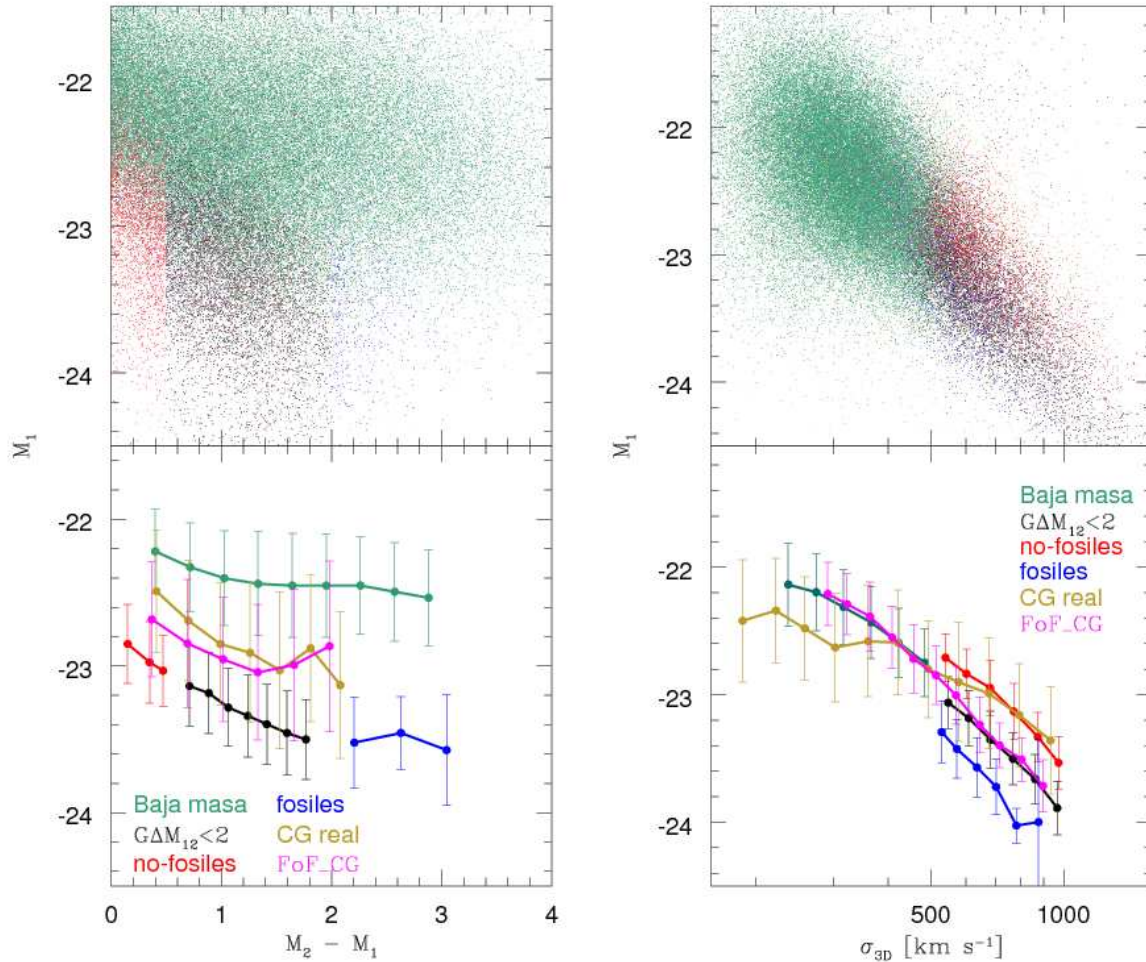 -22
-23
-24
M₁
-22
-23
-24
Baja masa
GΔM₁₂<2
no-fosiles
fosiles
CG real
FoF_CG
0 1 2 3 4
M₂ − M₁
-22
-23
-24
M₁
-22
-23
-24
Baja masa
GΔM₁₂<2
no-fosiles
fosiles
CG real
FoF_CG
500 1000
σ₃D [km s⁻¹]